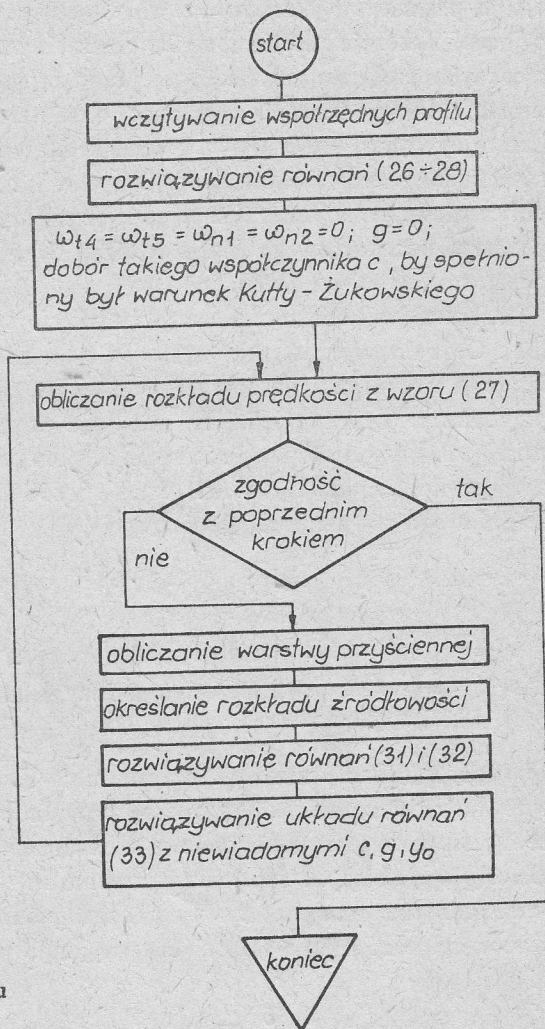 start
wczytywanie współrzędnych profilu
rozwiązywanie równań (26÷28)
ωt4 = ωt5 = ωn1 = ωn2 = 0; g = 0;
dobór takiego współczynnika c, by spełnio-
ny był warunek Kutty - Żukowskiego
obliczanie rozkładu prędkości z wzoru (27)
zgodność
z poprzednim
krokiem
tak
nie
obliczanie warstwy przyściennej
określanie rozkładu źródłowości
rozwiązywanie równań (31) i (32)
rozwiązywanie układu równań
(33) z niewiadomymi c, g, y0
koniec
u